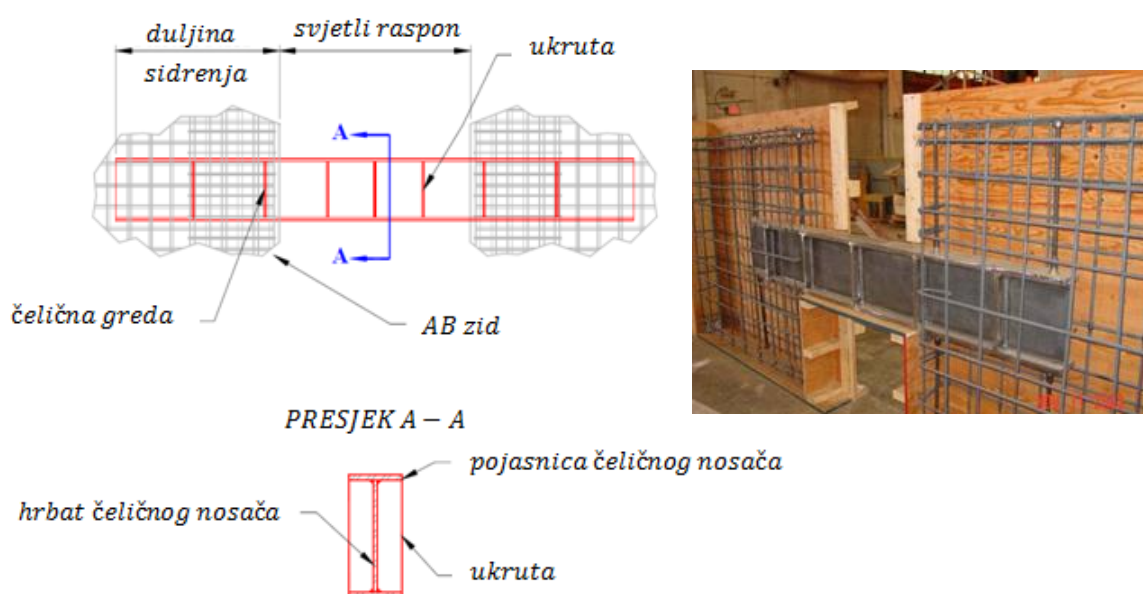 duljina
sidrenja
svjetli raspon
ukruta
A
A
čelična greda
AB zid
PRESJEK A – A
pojasnica čeličnog nosača
hrbat čeličnog nosača
ukruta